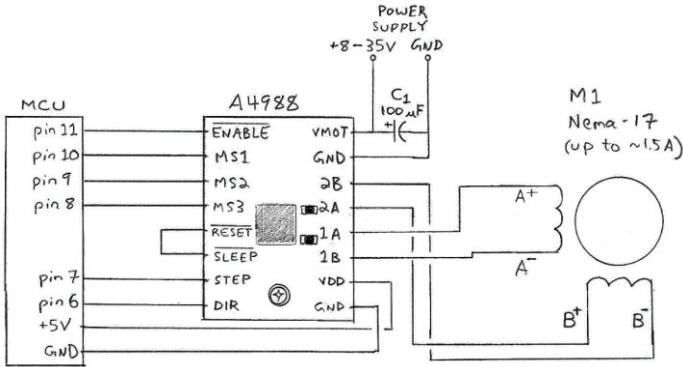 POWER
SUPPLY
+8-35V GND
MCU
pin 11
pin 10
pin 9
pin 8
pin 7
pin 6
+5V
GND
A4988
ENABLE
MS1
MS2
MS3
RESET
SLEEP
STEP
DIR
VMOT
GND
2B
2A
1A
1B
VDD
GND
C1
100µF
+
M1
Nema-17
(up to ~1.5A)
A+
A-
B+
B-